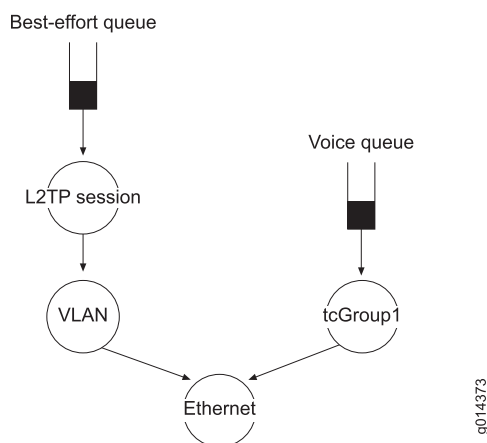 Best-effort queue
Voice queue
L2TP session
VLAN
tcGroup1
Ethernet
g014373